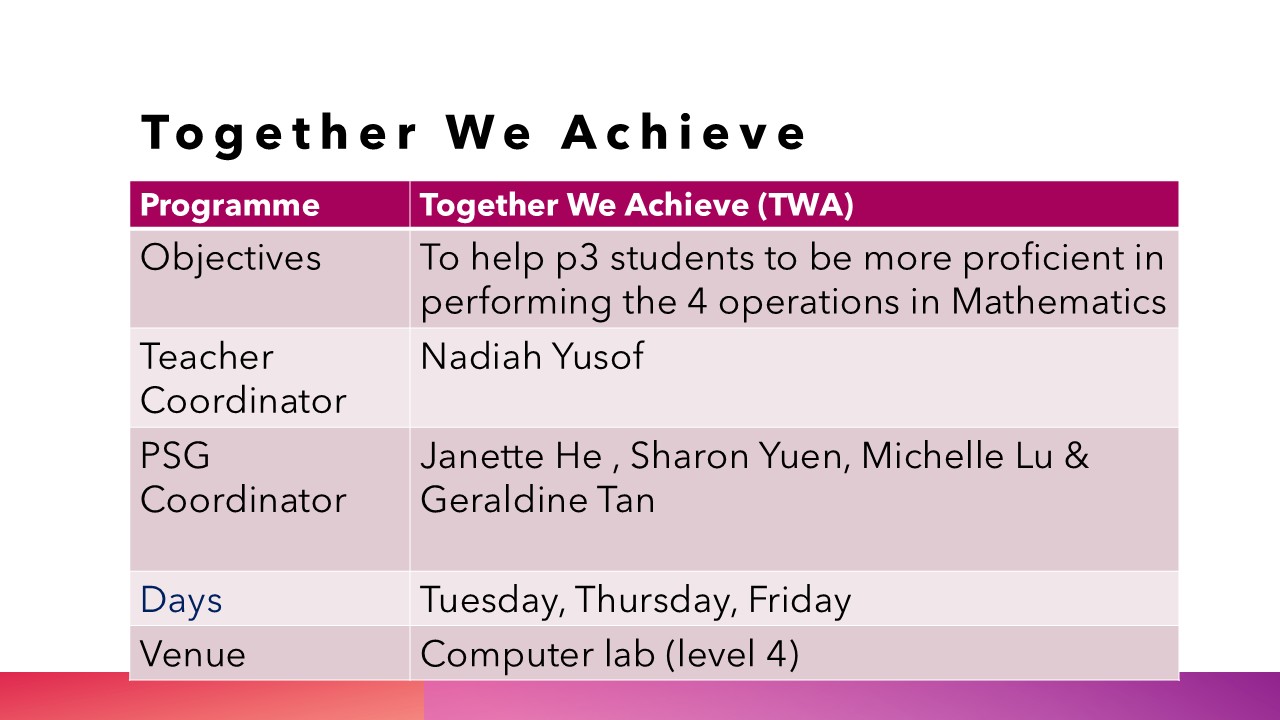 Together We Achieve
Programme
Together We Achieve (TWA)
Objectives
To help p3 students to be more proficient in
performing the 4 operations in Mathematics
Teacher
Coordinator
Nadiah Yusof
PSG
Coordinator
Janette He , Sharon Yuen, Michelle Lu &
Geraldine Tan
Days
Tuesday, Thursday, Friday
Venue
Computer lab (level 4)